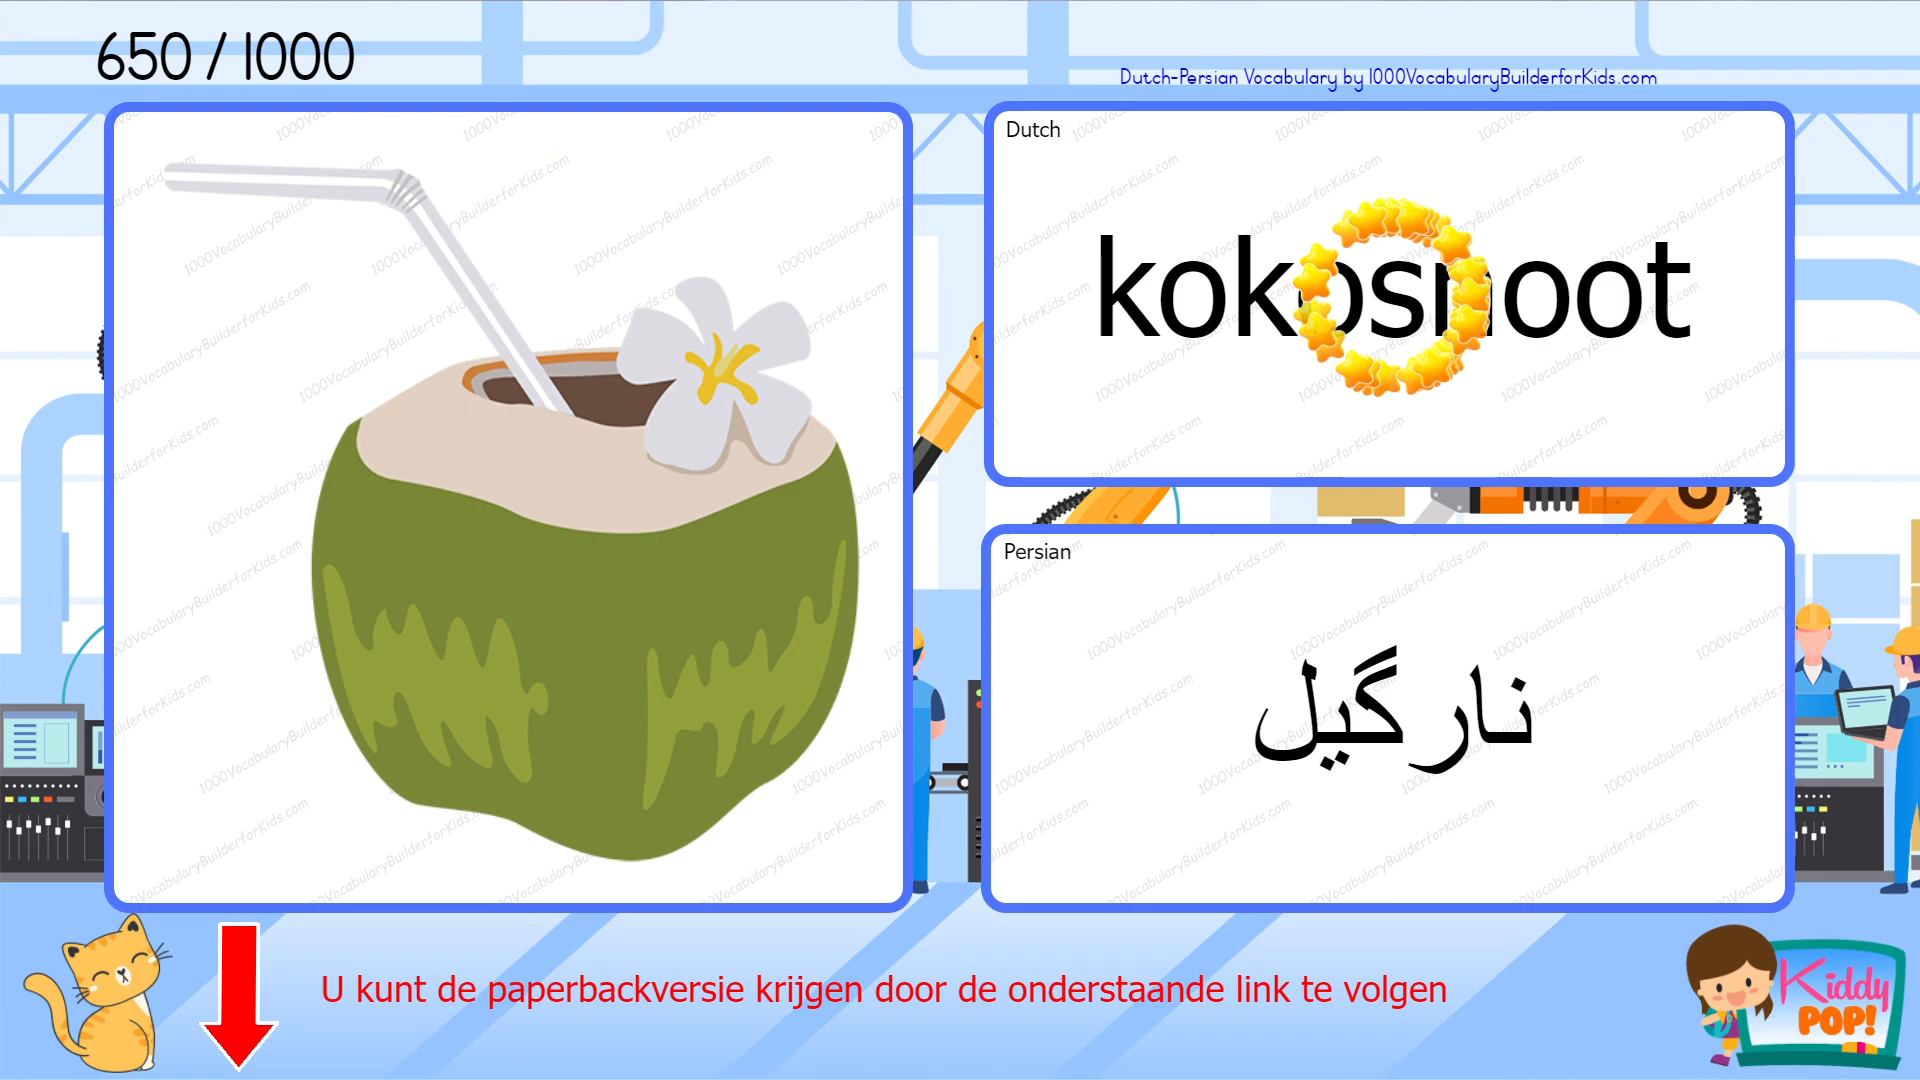 650 / 1000
Dutch-Persian Vocabulary by 1000VocabularyBuilderforKids.com
Dutch
kokosnoot
Persian
نارگیل
U kunt de paperbackversie krijgen door de onderstaande link te volgen
Kiddy
POP!